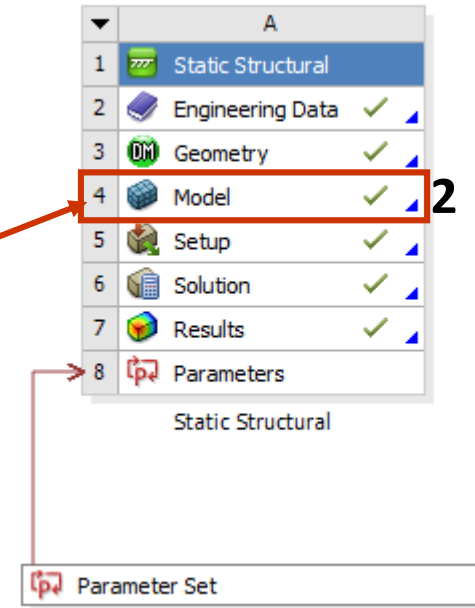 A
1 Static Structural
2 Engineering Data
3 DM Geometry
4 Model 2
5 Setup
6 Solution
7 Results
8 Parameters
Static Structural
Parameter Set